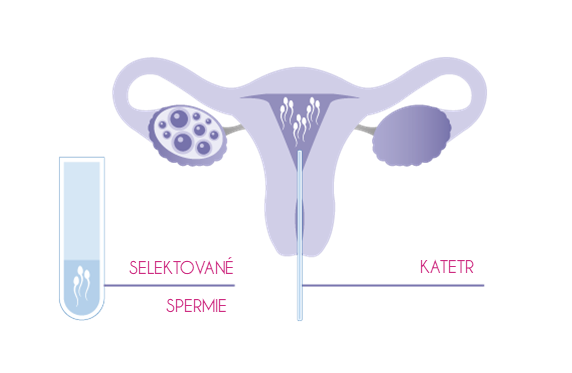 SELEKTOVANÉ
SPERMIE
KATETR